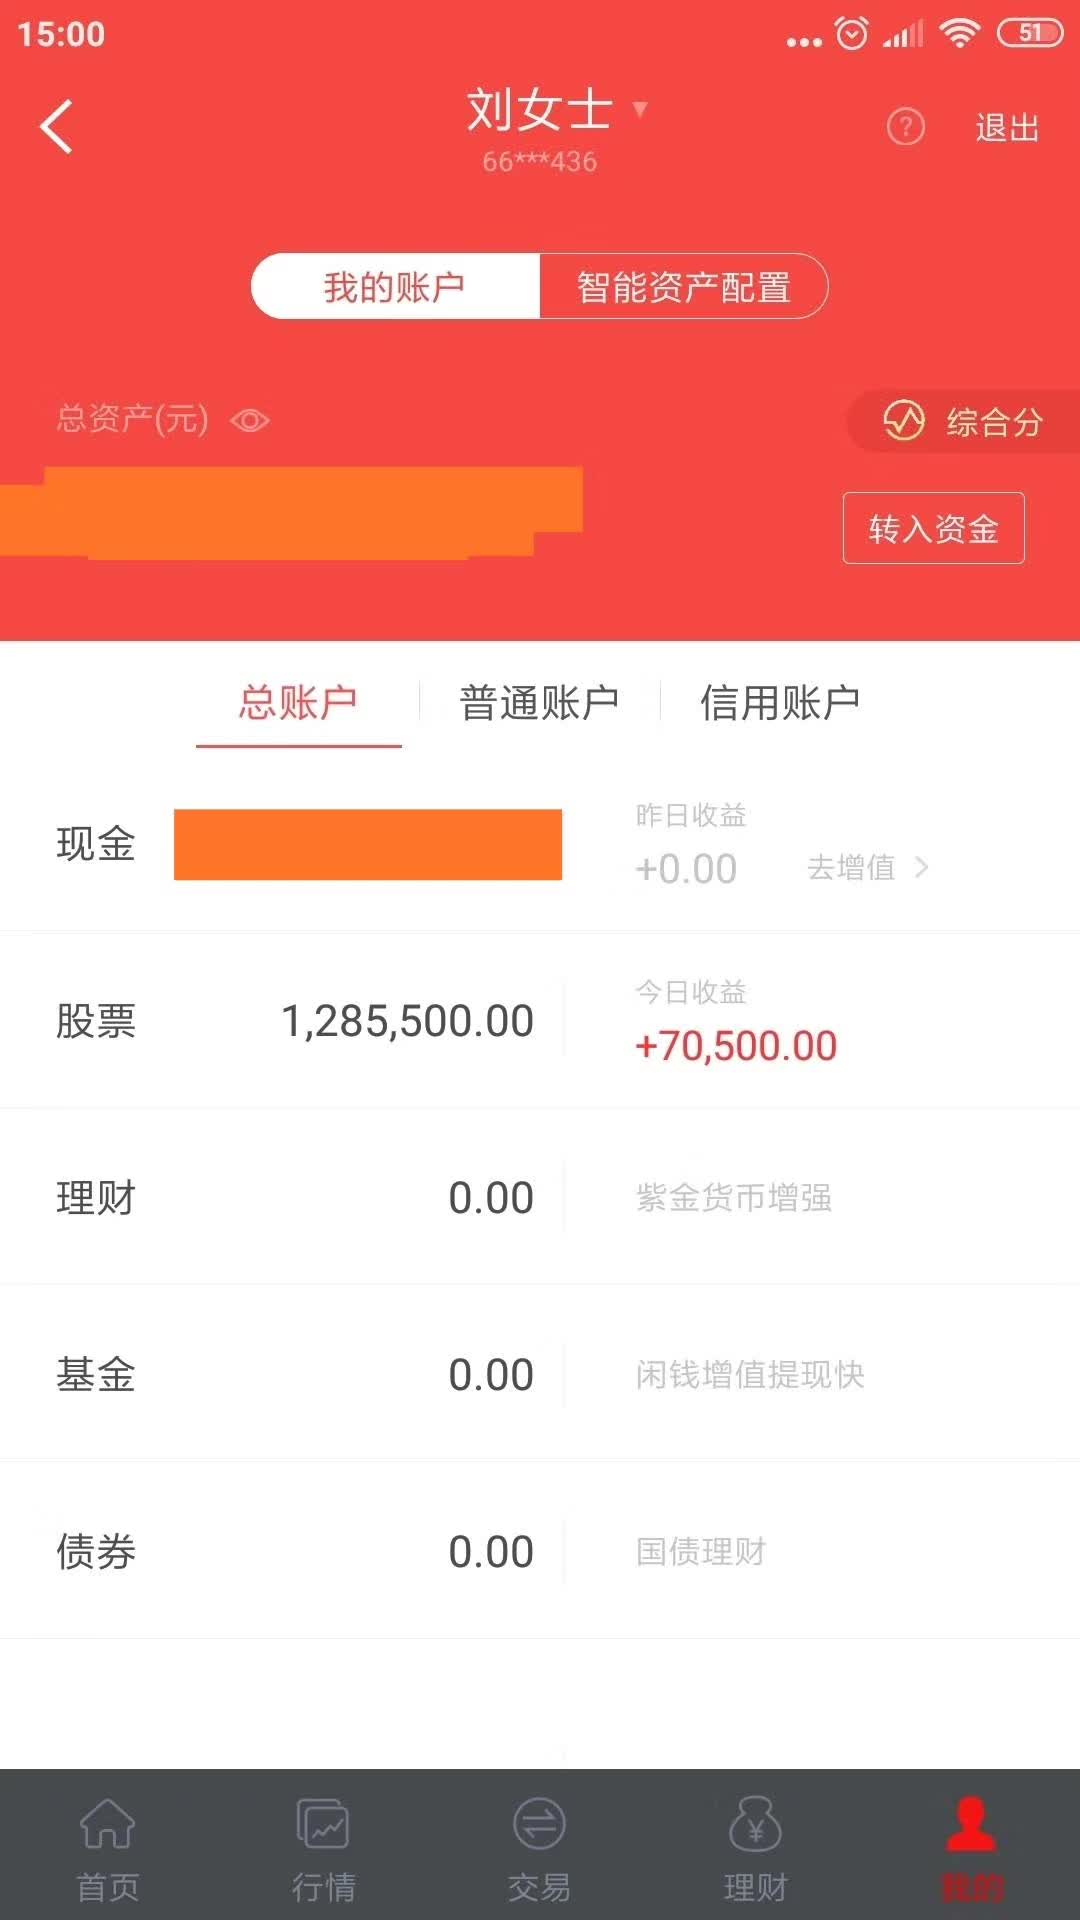 15:00 51
刘女士
66***436
退出
我的账户 智能资产配置
总资产(元)
综合分
转入资金
总账户 普通账户 信用账户
现金
昨日收益
+0.00 去增值
股票 1,285,500.00
今日收益
+70,500.00
理财 0.00 紫金货币增强
基金 0.00 闲钱增值提现快
债券 0.00 国债理财
首页 行情 交易 理财 我的